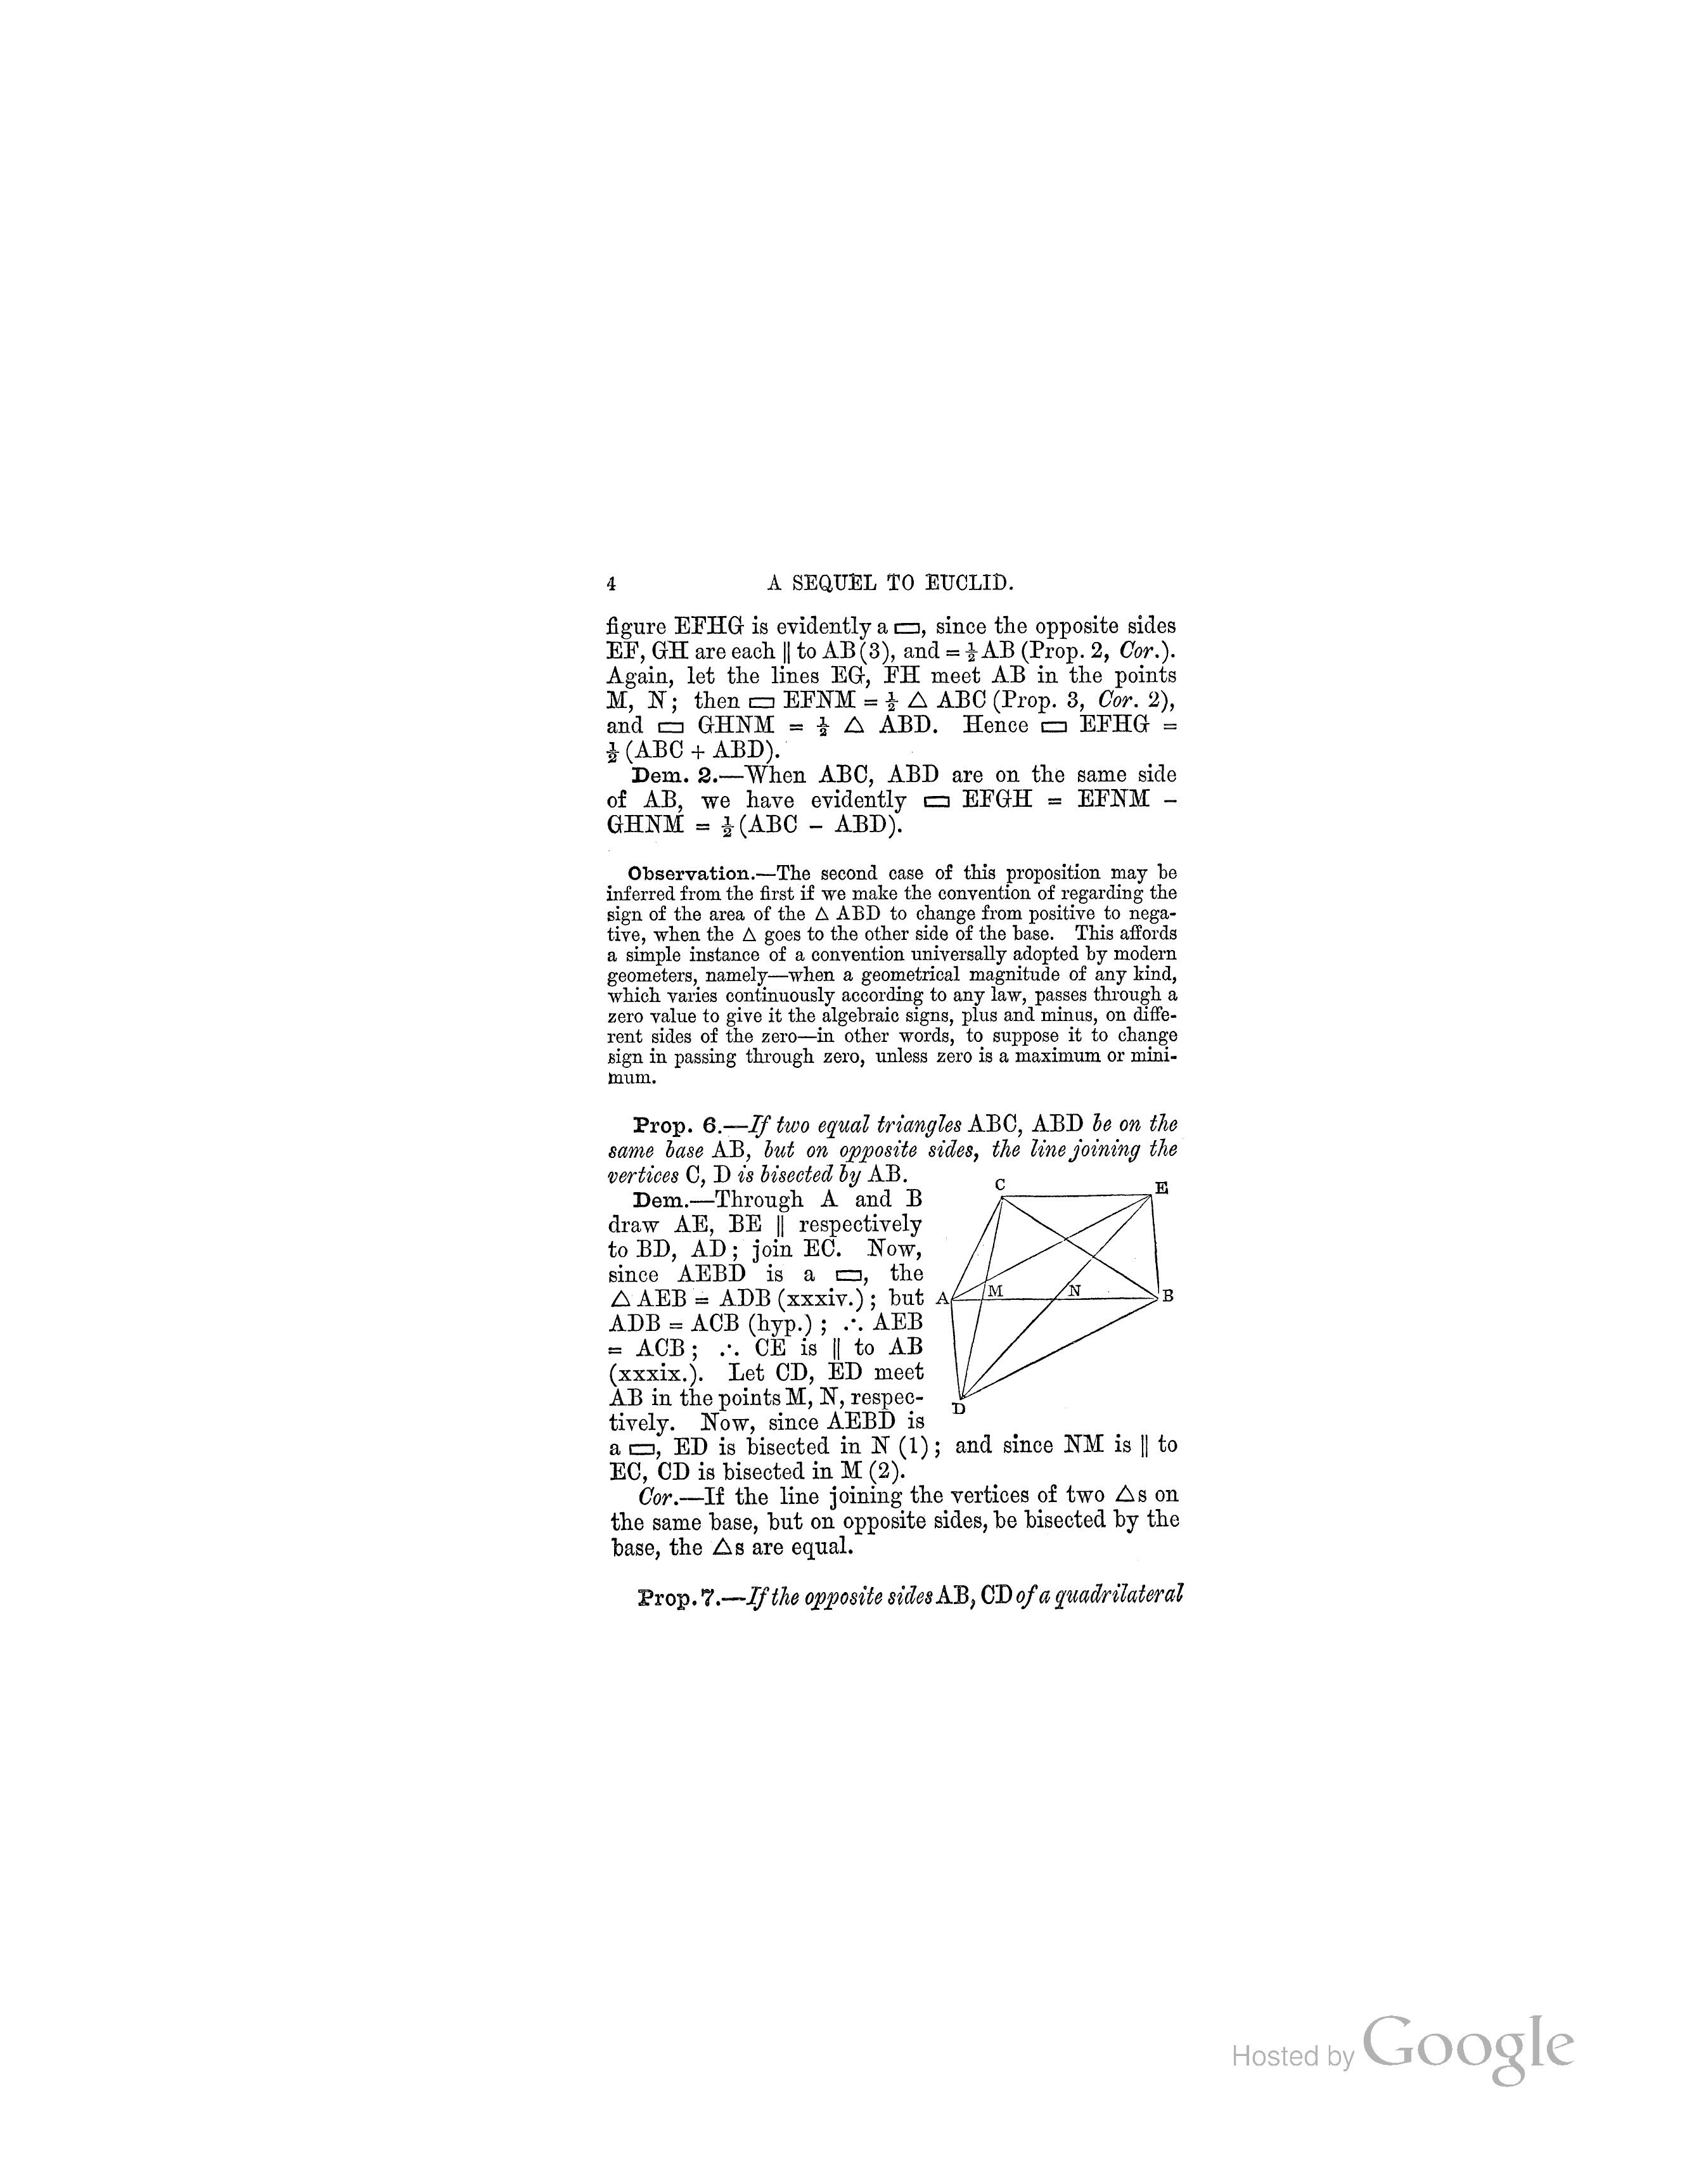 4 A SEQUEL TO EUCLID.
figure EFHG is evidently a ▭, since the opposite sides
EF, GH are each ∥ to AB (3), and = ½ AB (Prop. 2, Cor.).
Again, let the lines EG, FH meet AB in the points
M, N; then ▭ EFNM = ½ △ ABC (Prop. 3, Cor. 2),
and ▭ GHNM = ½ △ ABD. Hence ▭ EFHG =
½ (ABC + ABD).
Dem. 2.—When ABC, ABD are on the same side
of AB, we have evidently ▭ EFGH = EFNM –
GHNM = ½ (ABC – ABD).
Observation.—The second case of this proposition may be
inferred from the first if we make the convention of regarding the
sign of the area of the △ ABD to change from positive to nega-
tive, when the △ goes to the other side of the base. This affords
a simple instance of a convention universally adopted by modern
geometers, namely—when a geometrical magnitude of any kind,
which varies continuously according to any law, passes through a
zero value to give it the algebraic signs, plus and minus, on diffe-
rent sides of the zero—in other words, to suppose it to change
sign in passing through zero, unless zero is a maximum or mini-
mum.
Prop. 6.—If two equal triangles ABC, ABD be on the
same base AB, but on opposite sides, the line joining the
vertices C, D is bisected by AB.
Dem.—Through A and B
draw AE, BE ∥ respectively
to BD, AD; join EC. Now,
since AEBD is a ▭, the
△ AEB = ADB (xxxiv.); but
ADB = ACB (hyp.); ∴ AEB
= ACB; ∴ CE is ∥ to AB
(xxxix.). Let CD, ED meet
AB in the points M, N, respec-
tively. Now, since AEBD is
a ▭, ED is bisected in N (1); and since NM is ∥ to
EC, CD is bisected in M (2).
C E
A M N B
D
Cor.—If the line joining the vertices of two △s on
the same base, but on opposite sides, be bisected by the
base, the △s are equal.
Prop. 7.—If the opposite sides AB, CD of a quadrilateral
Hosted by Google